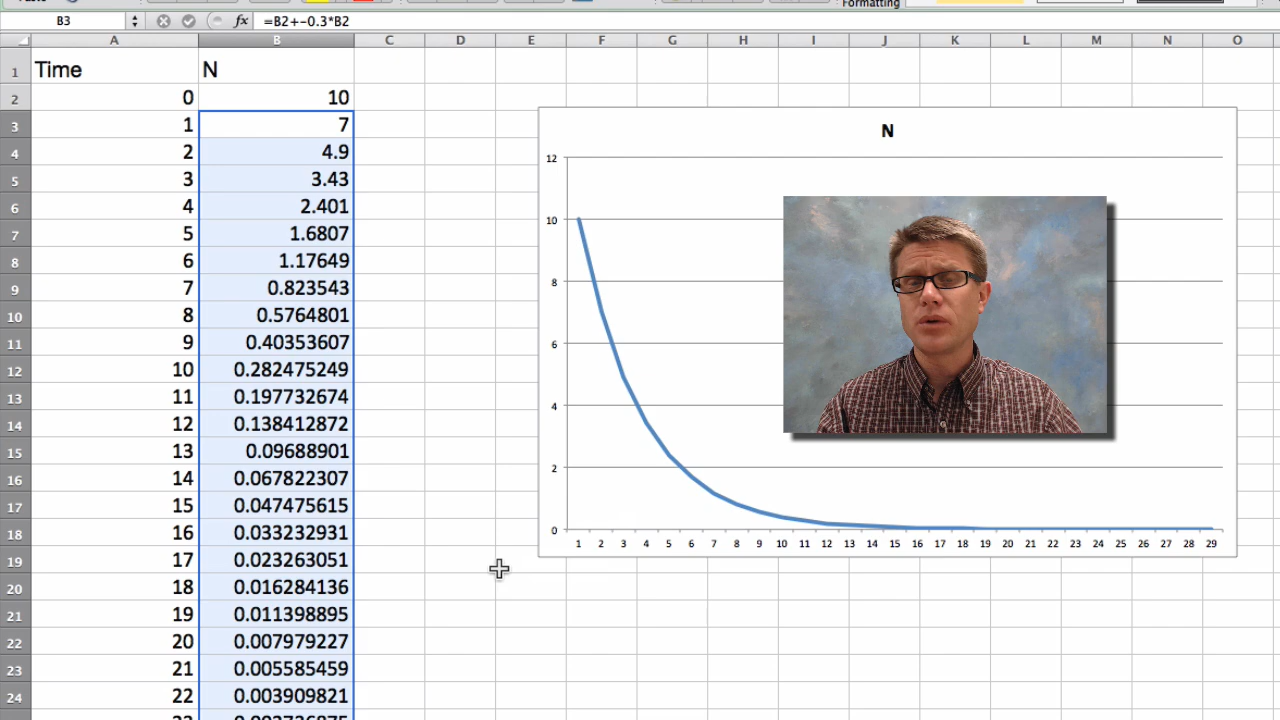 Formatting
B3 fx =B2+-0.3*B2
A B C D E F G H I J K L M N O
1 Time N
2 0 10
3 1 7
4 2 4.9
5 3 3.43
6 4 2.401
7 5 1.6807
8 6 1.17649
9 7 0.823543
10 8 0.5764801
11 9 0.40353607
12 10 0.282475249
13 11 0.197732674
14 12 0.138412872
15 13 0.09688901
16 14 0.067822307
17 15 0.047475615
18 16 0.033232931
19 17 0.023263051
20 18 0.016284136
21 19 0.011398895
22 20 0.007979227
23 21 0.005585459
24 22 0.003909821
N
12
10
8
6
4
2
0
1 2 3 4 5 6 7 8 9 10 11 12 13 14 15 16 17 18 19 20 21 22 23 24 25 26 27 28 29